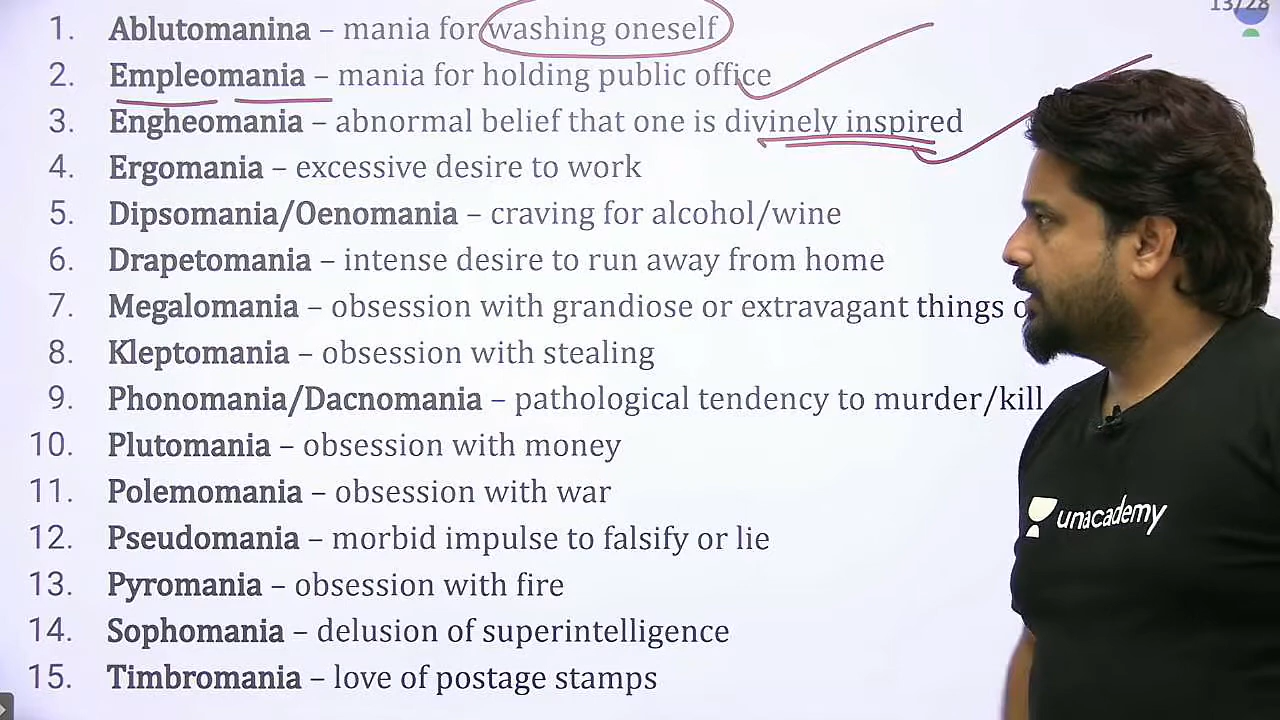 13/28
1. Ablutomanina – mania for washing oneself
2. Empleomania – mania for holding public office
3. Engheomania – abnormal belief that one is divinely inspired
4. Ergomania – excessive desire to work
5. Dipsomania/Oenomania – craving for alcohol/wine
6. Drapetomania – intense desire to run away from home
7. Megalomania – obsession with grandiose or extravagant things
8. Kleptomania – obsession with stealing
9. Phonomania/Dacnomania – pathological tendency to murder/kill
10. Plutomania – obsession with money
11. Polemomania – obsession with war
12. Pseudomania – morbid impulse to falsify or lie
13. Pyromania – obsession with fire
14. Sophomania – delusion of superintelligence
15. Timbromania – love of postage stamps
unacademy